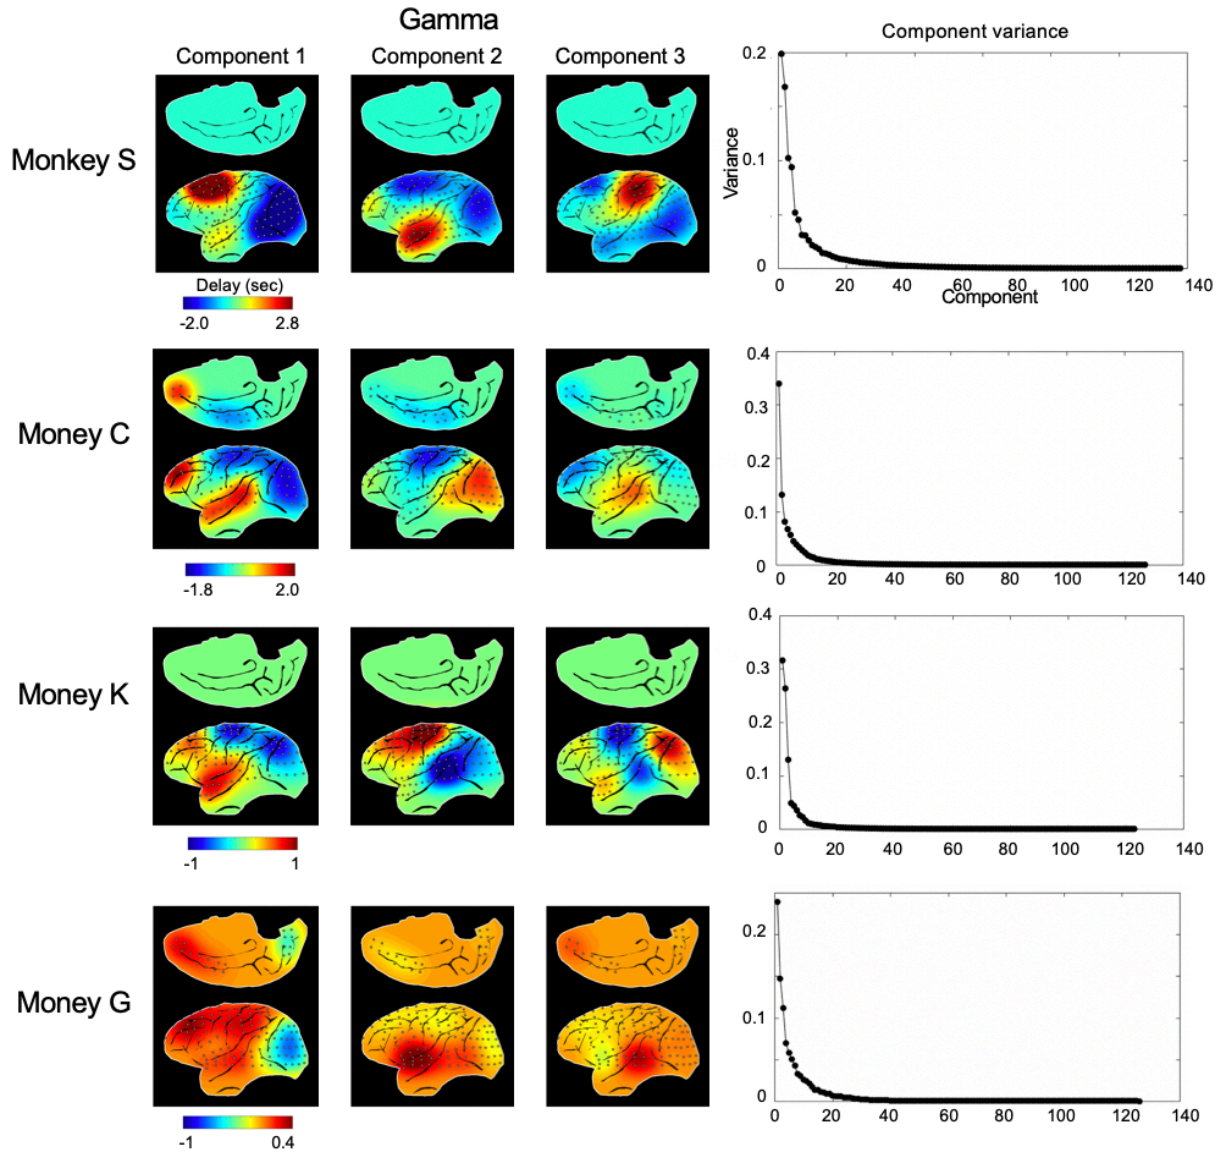 Gamma
Component 1 Component 2 Component 3 Component variance
Monkey S
Delay (sec)
-2.0 2.8
Variance
0.2
0.1
0
0 20 40 60 80 100 120 140
Component
Money C
-1.8 2.0
0.4
0.3
0.2
0.1
0
0 20 40 60 80 100 120 140
Money K
-1 1
0.4
0.3
0.2
0.1
0
0 20 40 60 80 100 120 140
Money G
-1 0.4
0.2
0.1
0
0 20 40 60 80 100 120 140